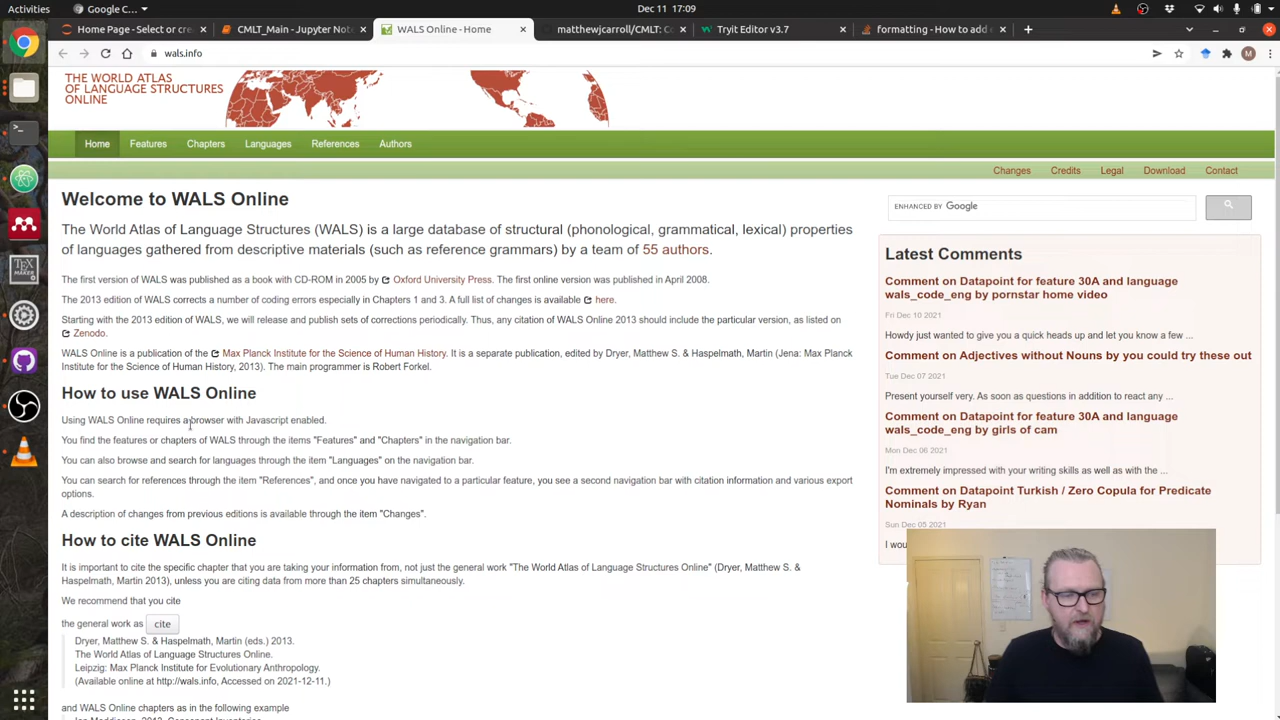 Activities
Dec 11 17:09
Home Page - Select or cre
CMLT_Main - Jupyter Note
WALS Online - Home
matthewjcarroll/CMLT: Co
Tryit Editor v3.7
formatting - How to add
wals.info
M
THE WORLD ATLAS
OF LANGUAGE STRUCTURES
ONLINE
Home Features Chapters Languages References Authors
Changes Credits Legal Download Contact
Welcome to WALS Online
The World Atlas of Language Structures (WALS) is a large database of structural (phonological, grammatical, lexical) properties
of languages gathered from descriptive materials (such as reference grammars) by a team of 55 authors.
The first version of WALS was published as a book with CD-ROM in 2005 by Oxford University Press. The first online version was published in April 2008.
The 2013 edition of WALS corrects a number of coding errors especially in Chapters 1 and 3. A full list of changes is available here.
Starting with the 2013 edition of WALS, we will release and publish sets of corrections periodically. Thus, any citation of WALS Online 2013 should include the particular version, as listed on
Zenodo.
WALS Online is a publication of the Max Planck Institute for the Science of Human History. It is a separate publication, edited by Dryer, Matthew S. & Haspelmath, Martin (Jena: Max Planck
Institute for the Science of Human History, 2013). The main programmer is Robert Forkel.
How to use WALS Online
Using WALS Online requires a browser with Javascript enabled.
You find the features or chapters of WALS through the items "Features" and "Chapters" in the navigation bar.
You can also browse and search for languages through the item "Languages" on the navigation bar.
You can search for references through the item "References", and once you have navigated to a particular feature, you see a second navigation bar with citation information and various export
options.
A description of changes from previous editions is available through the item "Changes".
How to cite WALS Online
It is important to cite the specific chapter that you are taking your information from, not just the general work "The World Atlas of Language Structures Online" (Dryer, Matthew S. &
Haspelmath, Martin 2013), unless you are citing data from more than 25 chapters simultaneously.
We recommend that you cite
the general work as cite
Dryer, Matthew S. & Haspelmath, Martin (eds.) 2013.
The World Atlas of Language Structures Online.
Leipzig: Max Planck Institute for Evolutionary Anthropology.
(Available online at http://wals.info, Accessed on 2021-12-11.)
and WALS Online chapters as in the following example
ENHANCED BY Google
Latest Comments
Comment on Datapoint for feature 30A and language
wals_code_eng by pornstar home video
Fri Dec 10 2021
Howdy just wanted to give you a quick heads up and let you know a few ...
Comment on Adjectives without Nouns by you could try these out
Tue Dec 07 2021
Present yourself very. As soon as questions in addition to react any ...
Comment on Datapoint for feature 30A and language
wals_code_eng by girls of cam
Mon Dec 06 2021
I'm extremely impressed with your writing skills as well as with the ...
Comment on Datapoint Turkish / Zero Copula for Predicate
Nominals by Ryan
Sun Dec 05 2021
I wou